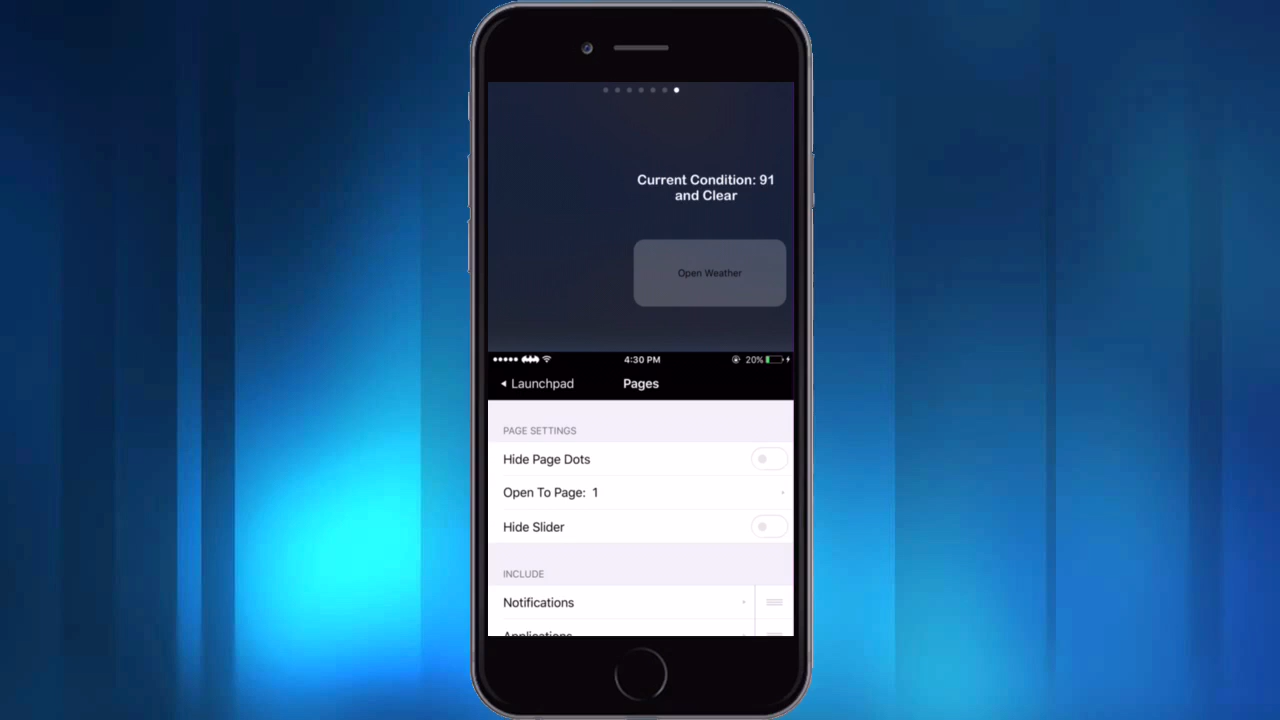 Current Condition: 91
and Clear
Open Weather
4:30 PM
20%
Launchpad
Pages
PAGE SETTINGS
Hide Page Dots
Open To Page: 1
Hide Slider
INCLUDE
Notifications
Applications